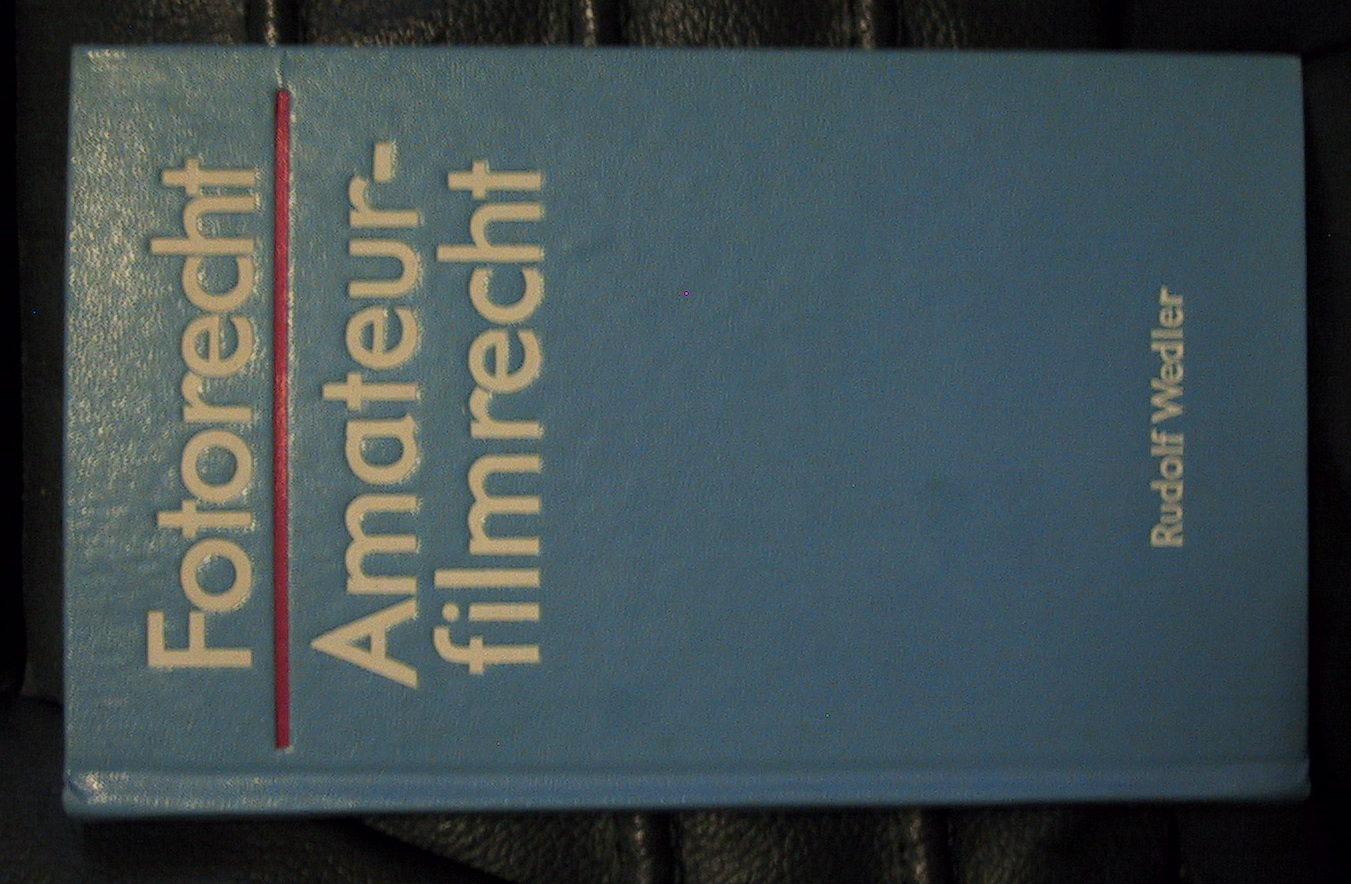 Fotorecht
Amateur-
filmrecht
Rudolf Wedler